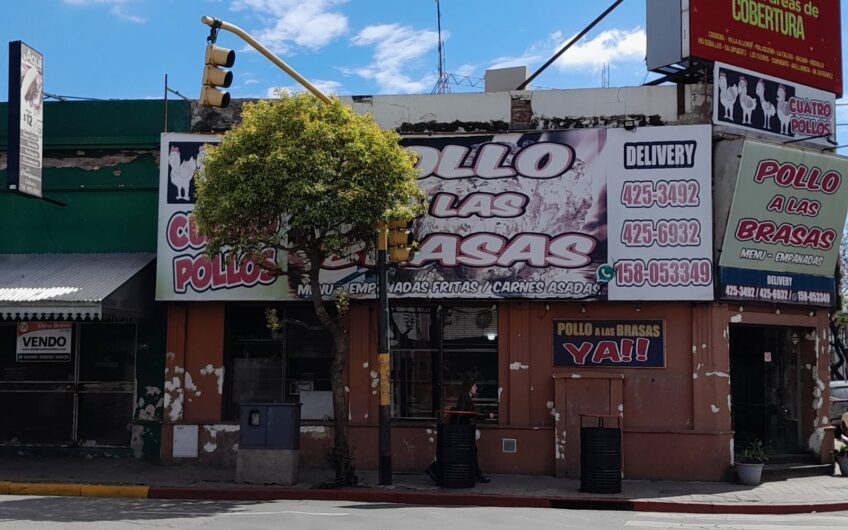 áreas de
COBERTURA
CUATRO
POLLOS
CUATRO
POLLOS
POLLO
A LAS
BRASAS
MENU - EMPANADAS FRITAS / CARNES ASADAS
DELIVERY
425-3492
425-6932
158-053349
POLLO
A LAS
BRASAS
MENU - EMPANADAS
DELIVERY
425-3492 / 425-6932 / 158-053349
POLLO A LAS BRASAS
YA!!
VENDO